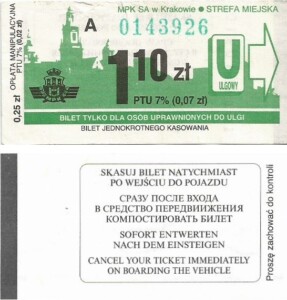 MPK SA w Krakowie ● STREFA MIEJSKA
A 0143926
OPŁATA MANIPULACYJNA
PTU 7% (0,02 zł)
0,25 zł
1¹⁰ zł
PTU 7% (0,07 zł)
U
ULGOWY
BILET TYLKO DLA OSÓB UPRAWNIONYCH DO ULGI
BILET JEDNOKROTNEGO KASOWANIA
SKASUJ BILET NATYCHMIAST
PO WEJŚCIU DO POJAZDU
СРАЗУ ПОСЛЕ ВХОДА
В СРЕДСТВО ПЕРЕДВИЖЕНИЯ
КОМПОСТИРОВАТЬ БИЛЕТ
SOFORT ENTWERTEN
NACH DEM EINSTEIGEN
CANCEL YOUR TICKET IMMEDIATELY
ON BOARDING THE VEHICLE
Proszę zachować do kontroli